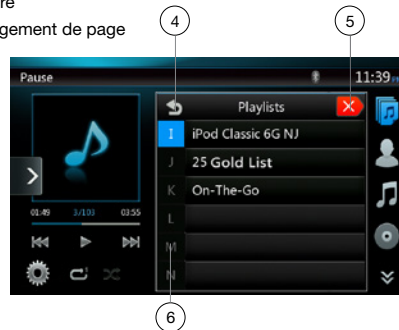 re
gement de page
4
5
Pause
11:39
Playlists
I
iPod Classic 6G NJ
J
25 Gold List
K
On-The-Go
L
M
N
01:49
3/103
03:55
6